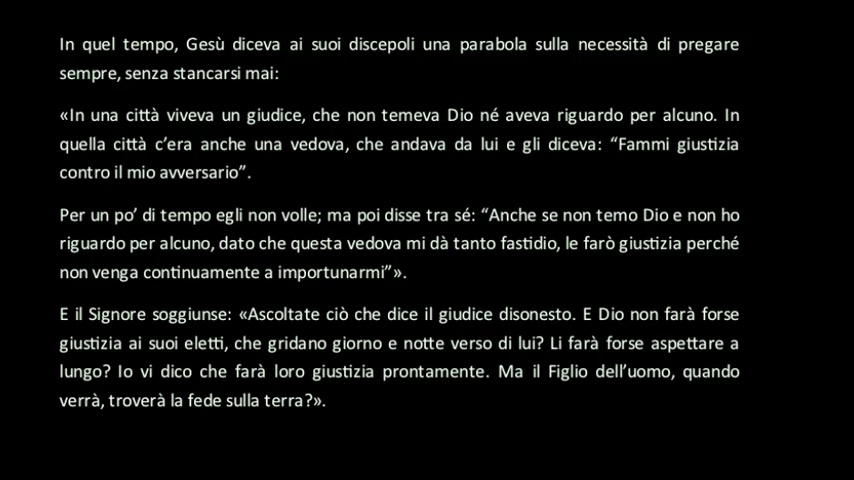 In quel tempo, Gesù diceva ai suoi discepoli una parabola sulla necessità di pregare
sempre, senza stancarsi mai:
«In una città viveva un giudice, che non temeva Dio né aveva riguardo per alcuno. In
quella città c’era anche una vedova, che andava da lui e gli diceva: “Fammi giustizia
contro il mio avversario”.
Per un po’ di tempo egli non volle; ma poi disse tra sé: “Anche se non temo Dio e non ho
riguardo per alcuno, dato che questa vedova mi dà tanto fastidio, le farò giustizia perché
non venga continuamente a importunarmi”».
E il Signore soggiunse: «Ascoltate ciò che dice il giudice disonesto. E Dio non farà forse
giustizia ai suoi eletti, che gridano giorno e notte verso di lui? Li farà forse aspettare a
lungo? Io vi dico che farà loro giustizia prontamente. Ma il Figlio dell’uomo, quando
verrà, troverà la fede sulla terra?».